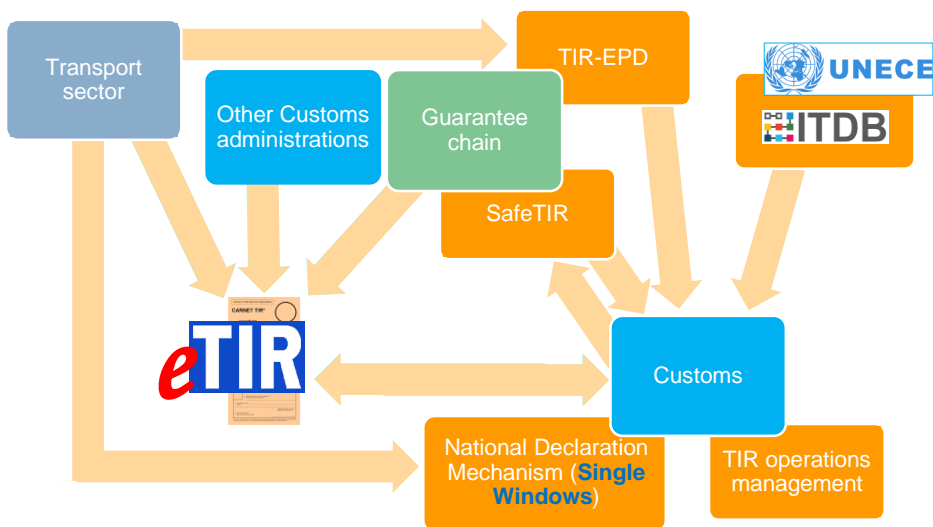 Transport
sector
Other Customs
administrations
Guarantee
chain
TIR-EPD
UNECE
ITDB
SafeTIR
CARNET TIR*
eTIR
Customs
National Declaration
Mechanism (Single
Windows)
TIR operations
management